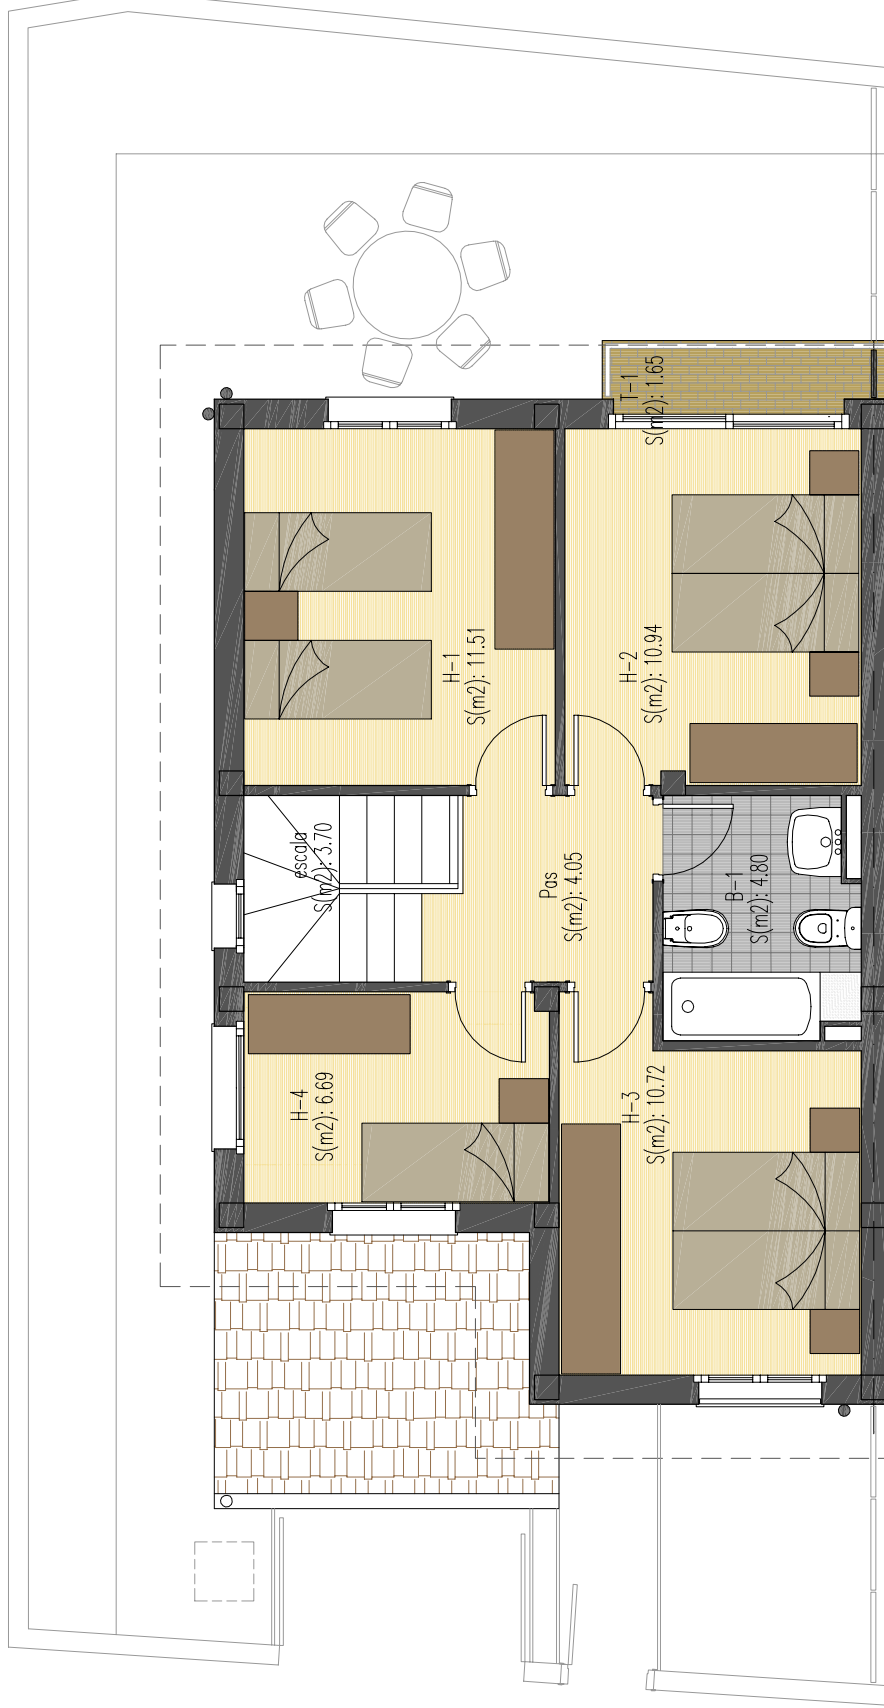 T-1
S(m2): 1.65
H-1
S(m2): 11.51
H-2
S(m2): 10.94
escala
S(m2): 3.70
Pas
S(m2): 4.05
B-1
S(m2): 4.80
H-4
S(m2): 6.69
H-3
S(m2): 10.72